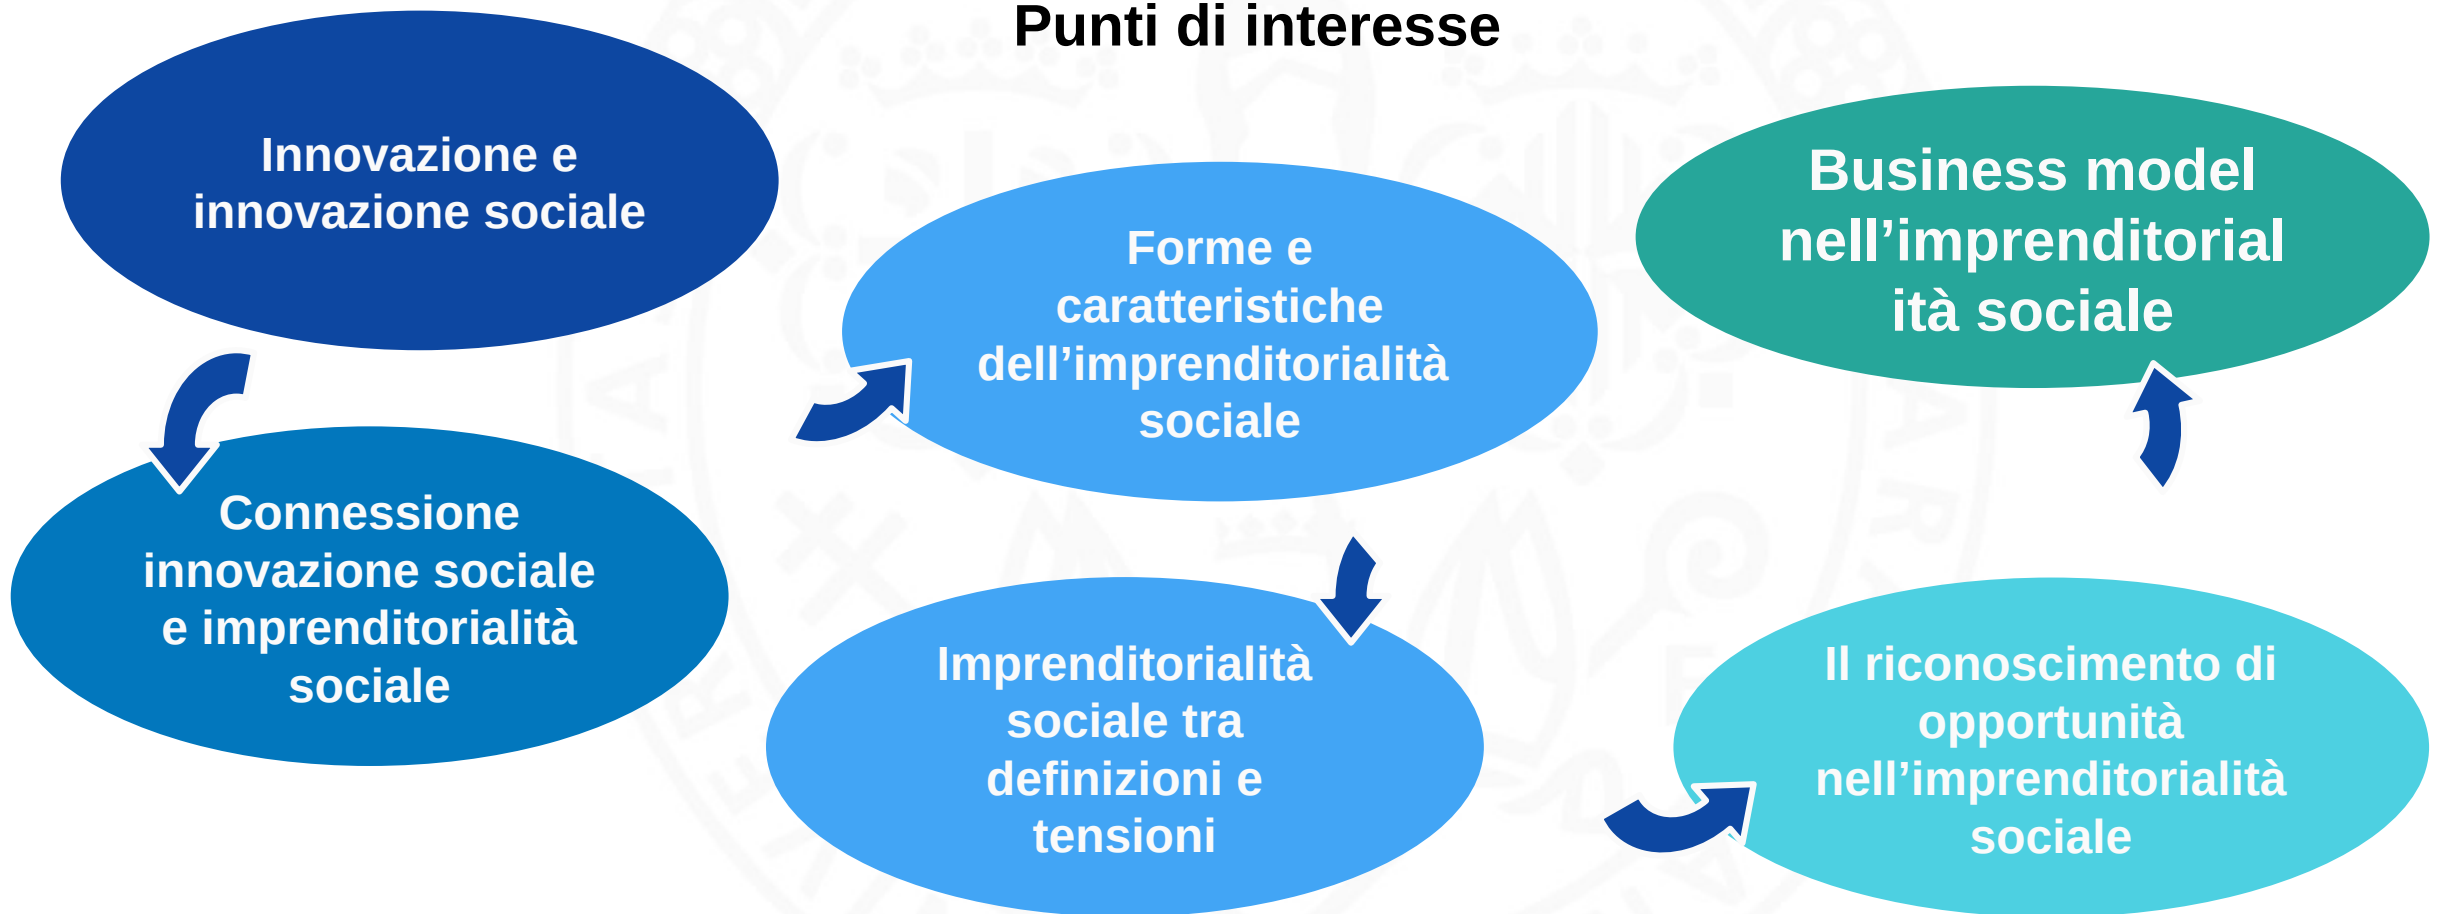 Punti di interesse
Innovazione e
innovazione sociale
Connessione
innovazione sociale
e imprenditorialità
sociale
Forme e
caratteristiche
dell’imprenditorialità
sociale
Imprenditorialità
sociale tra
definizioni e
tensioni
Il riconoscimento di
opportunità
nell’imprenditorialità
sociale
Business model
nell’imprenditorial
ità sociale